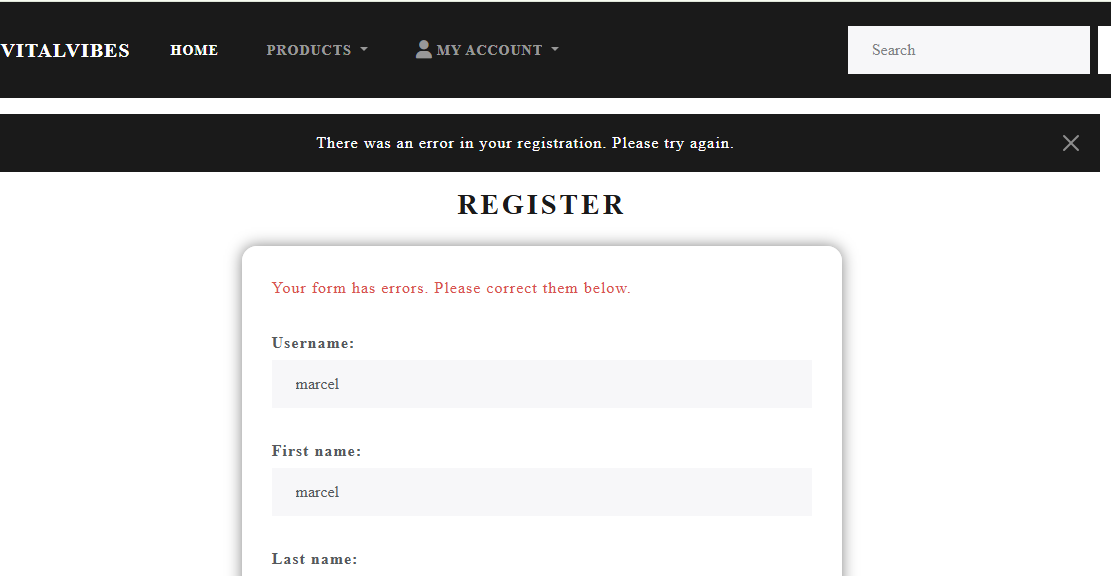 VITALVIBES HOME PRODUCTS MY ACCOUNT Search
There was an error in your registration. Please try again.
REGISTER
Your form has errors. Please correct them below.
Username:
marcel
First name:
marcel
Last name: